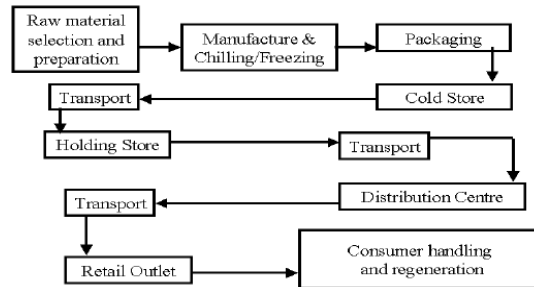 Raw material
selection and
preparation
Manufacture &
Chilling/Freezing
Packaging
Transport
Cold Store
Holding Store
Transport
Transport
Distribution Centre
Retail Outlet
Consumer handling
and regeneration